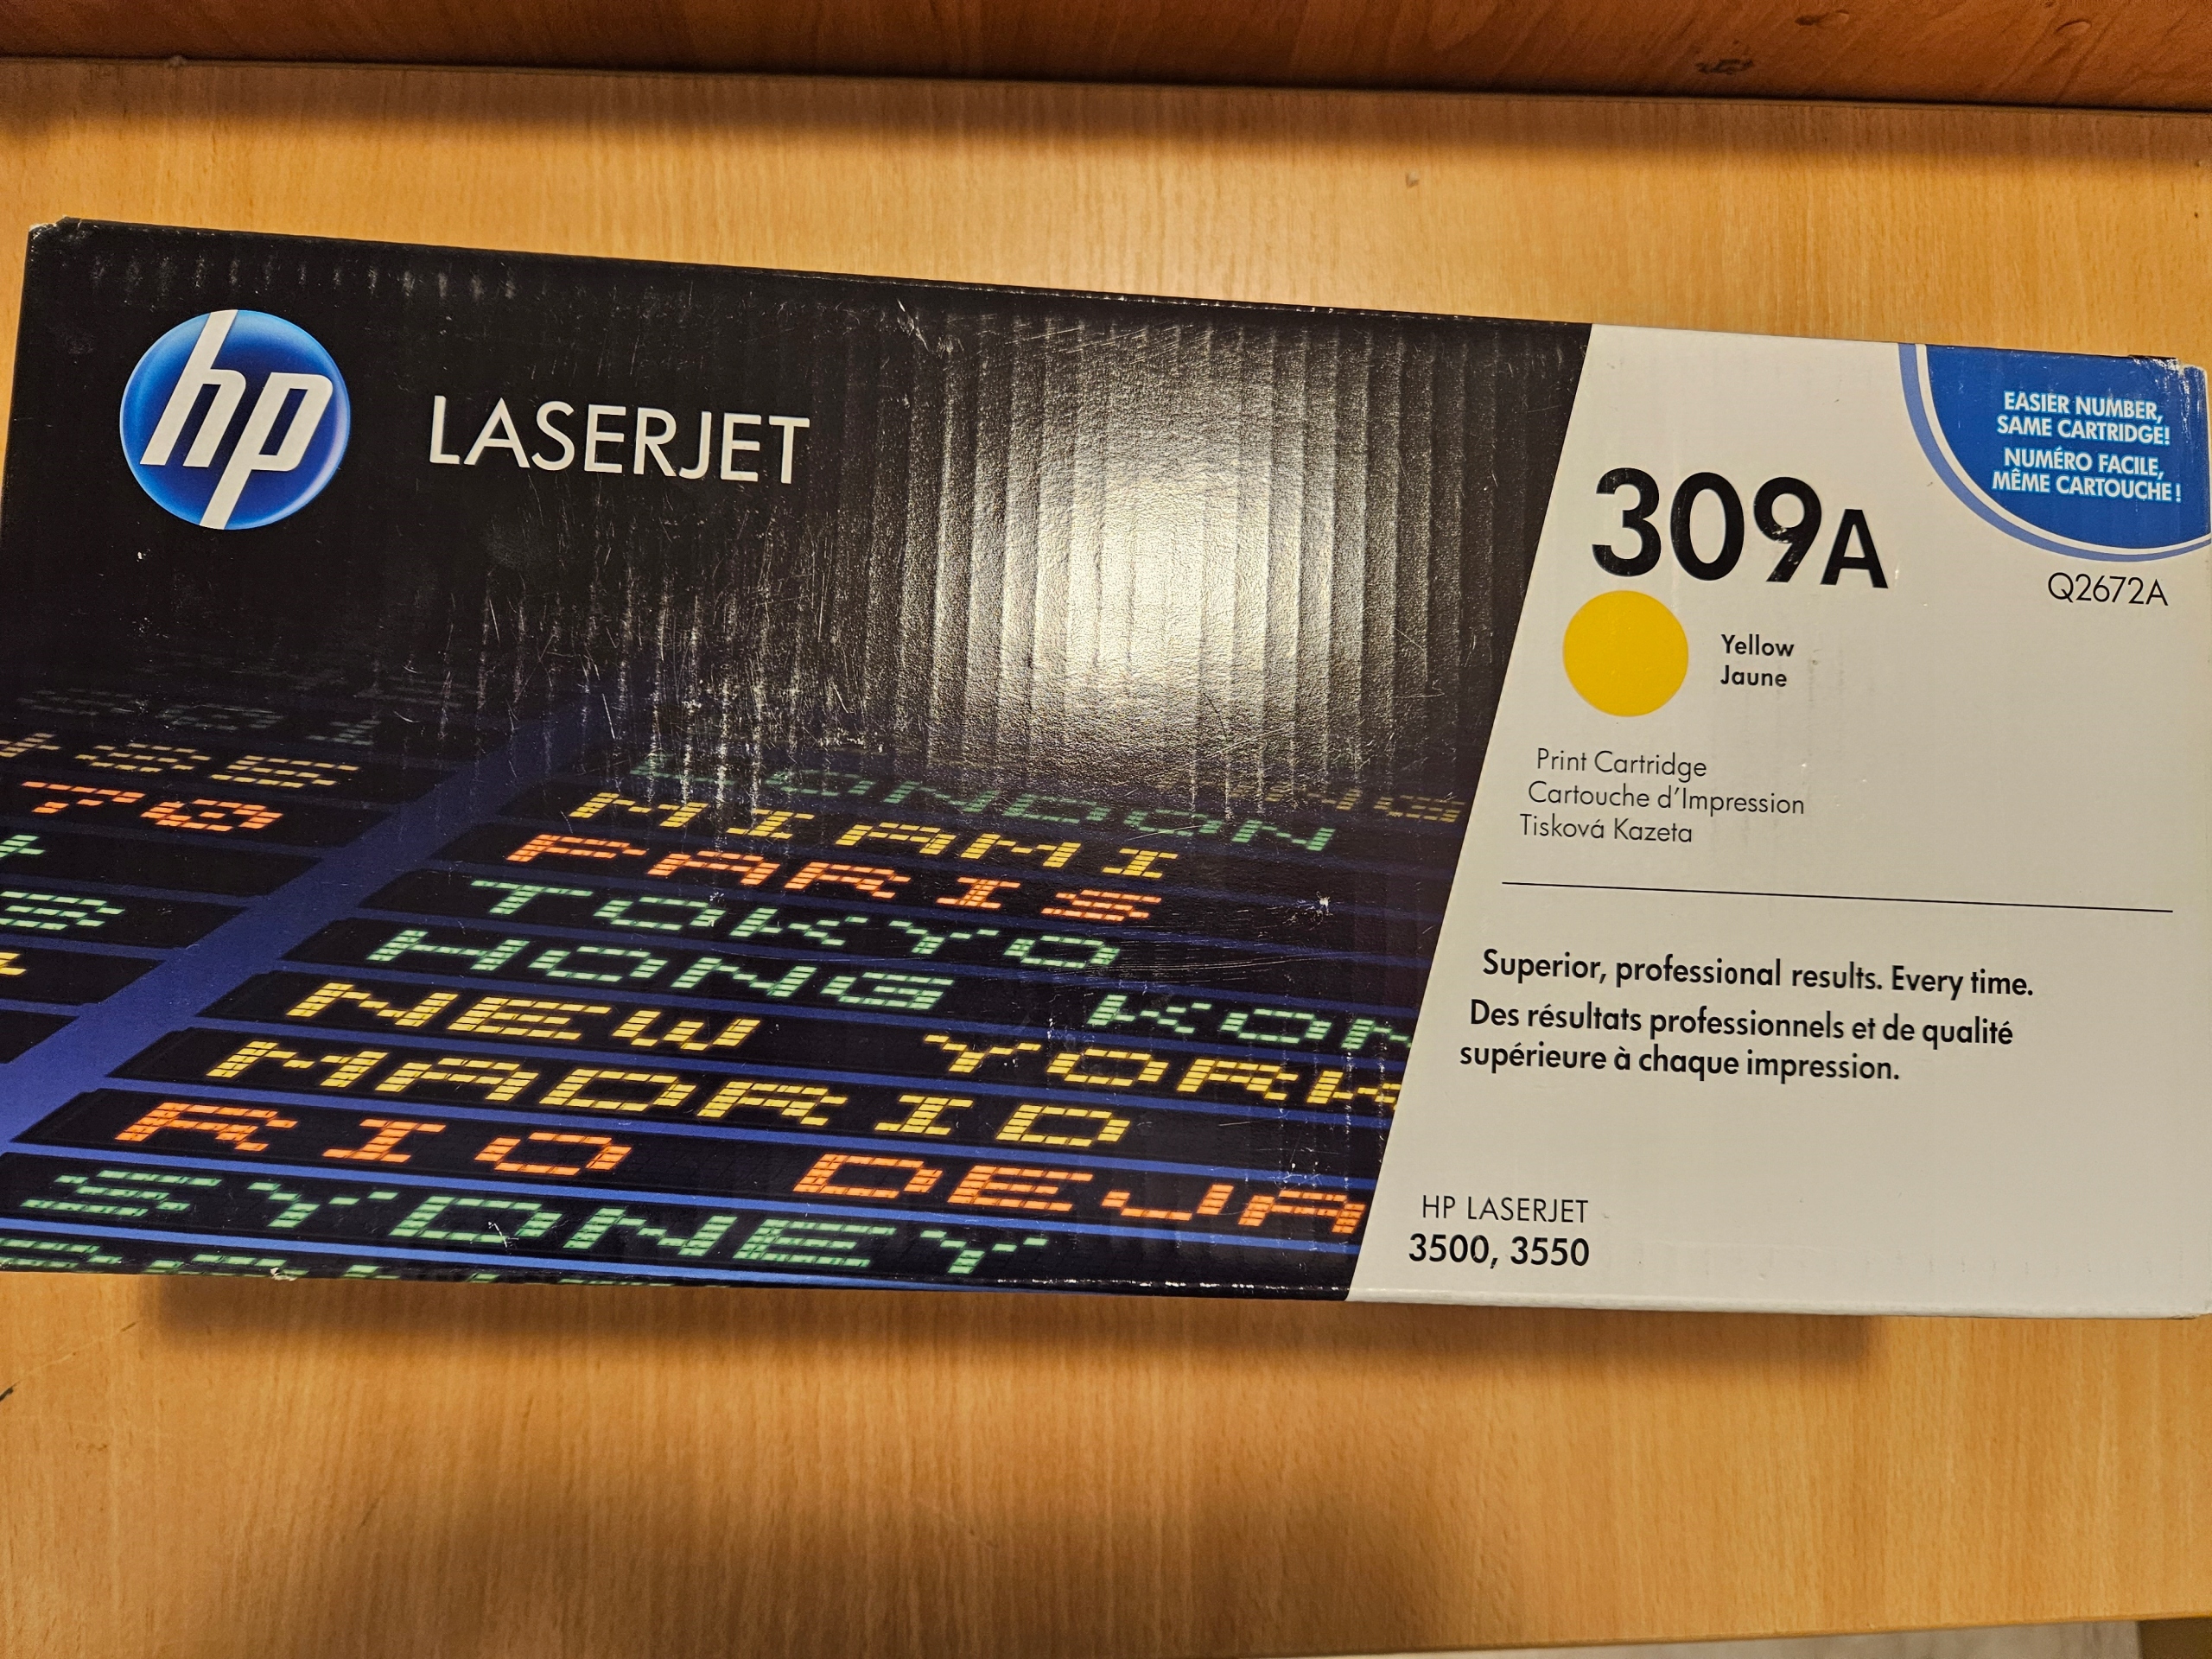 hp
LASERJET
LONDON
MIAMI
PARIS
TOKYO
HONG KON
NEW YORK
MADRID
RIO DEJA
SYDNEY
EASIER NUMBER,
SAME CARTRIDGE!
NUMÉRO FACILE,
MÊME CARTOUCHE !
309A
Q2672A
Yellow
Jaune
Print Cartridge
Cartouche d'Impression
Tisková Kazeta
Superior, professional results. Every time.
Des résultats professionnels et de qualité
supérieure à chaque impression.
HP LASERJET
3500, 3550